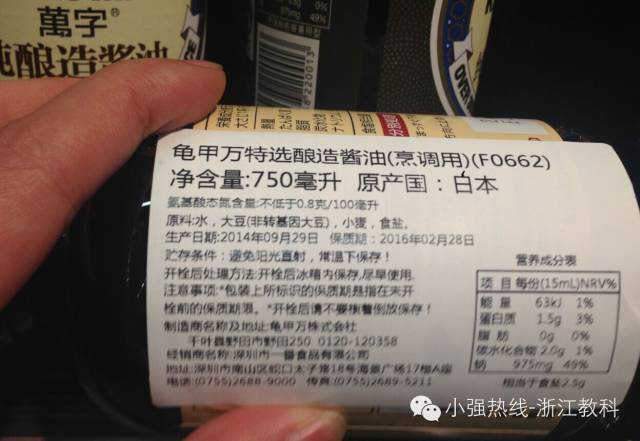 萬字
純釀造酱油
49%
6220013
龟甲万特选酿造酱油(烹调用)(F0662)
净含量:750毫升 原产国:日本
氨基酸态氮含量:不低于0.8克/100毫升
原料:水,大豆(非转基因大豆),小麦,食盐。
生产日期:2014年09月29日 保质期:2016年02月28日
贮存条件:避免阳光直射,常温下保存!
开栓后处理方法:开栓后冰箱内保存,尽早使用.
注意事项:*包装上所标识的保质期是指在未开
栓前的保质期限。*开栓后请不要横着倒放保存!
制造商名称及地址:龟甲万株式会社
千叶县野田市野田250 0120-120358
经销商名称:深圳市一番食品有限公司
地址:深圳市南山区蛇口太子路18号海景广场17楼A座
电话:(0755)2688-9000 传真:(0755)2689-5211
营养成分表
项 目 每份(15mL) NRV%
能 量 63kJ 1%
蛋白质 1.5g 3%
脂 肪 0g 0%
碳水化合物 2.0g 1%
钠 975mg 49%
相当于食盐2.5g
小强热线-浙江教科